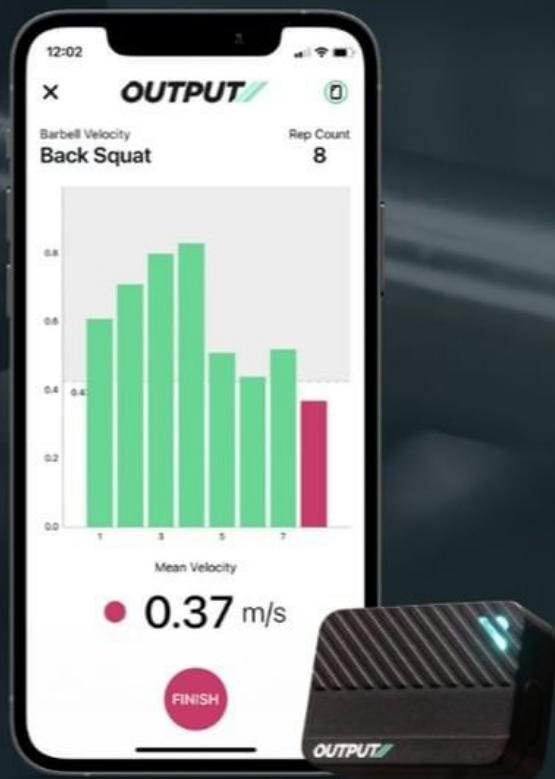 12:02
OUTPUT
Barbell Velocity
Rep Count
Back Squat
8
0.8
0.6
0.4
0.2
0.0
1
3
5
7
Mean Velocity
0.37 m/s
FINISH
OUTPUT